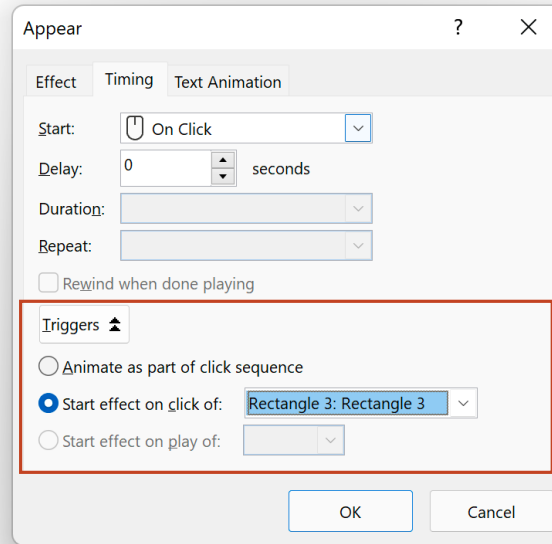 Appear ?
Effect Timing Text Animation
Start: On Click
Delay: 0 seconds
Duration:
Repeat:
Rewind when done playing
Triggers
Animate as part of click sequence
Start effect on click of: Rectangle 3: Rectangle 3
Start effect on play of:
OK Cancel